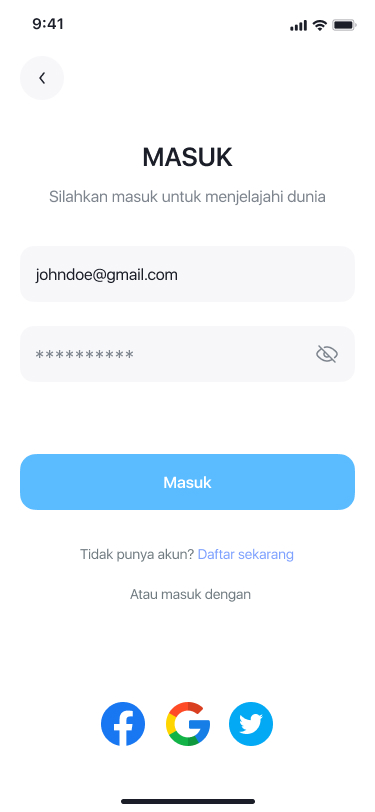 9:41
MASUK
Silahkan masuk untuk menjelajahi dunia
johndoe@gmail.com
**********
Masuk
Tidak punya akun? Daftar sekarang
Atau masuk dengan